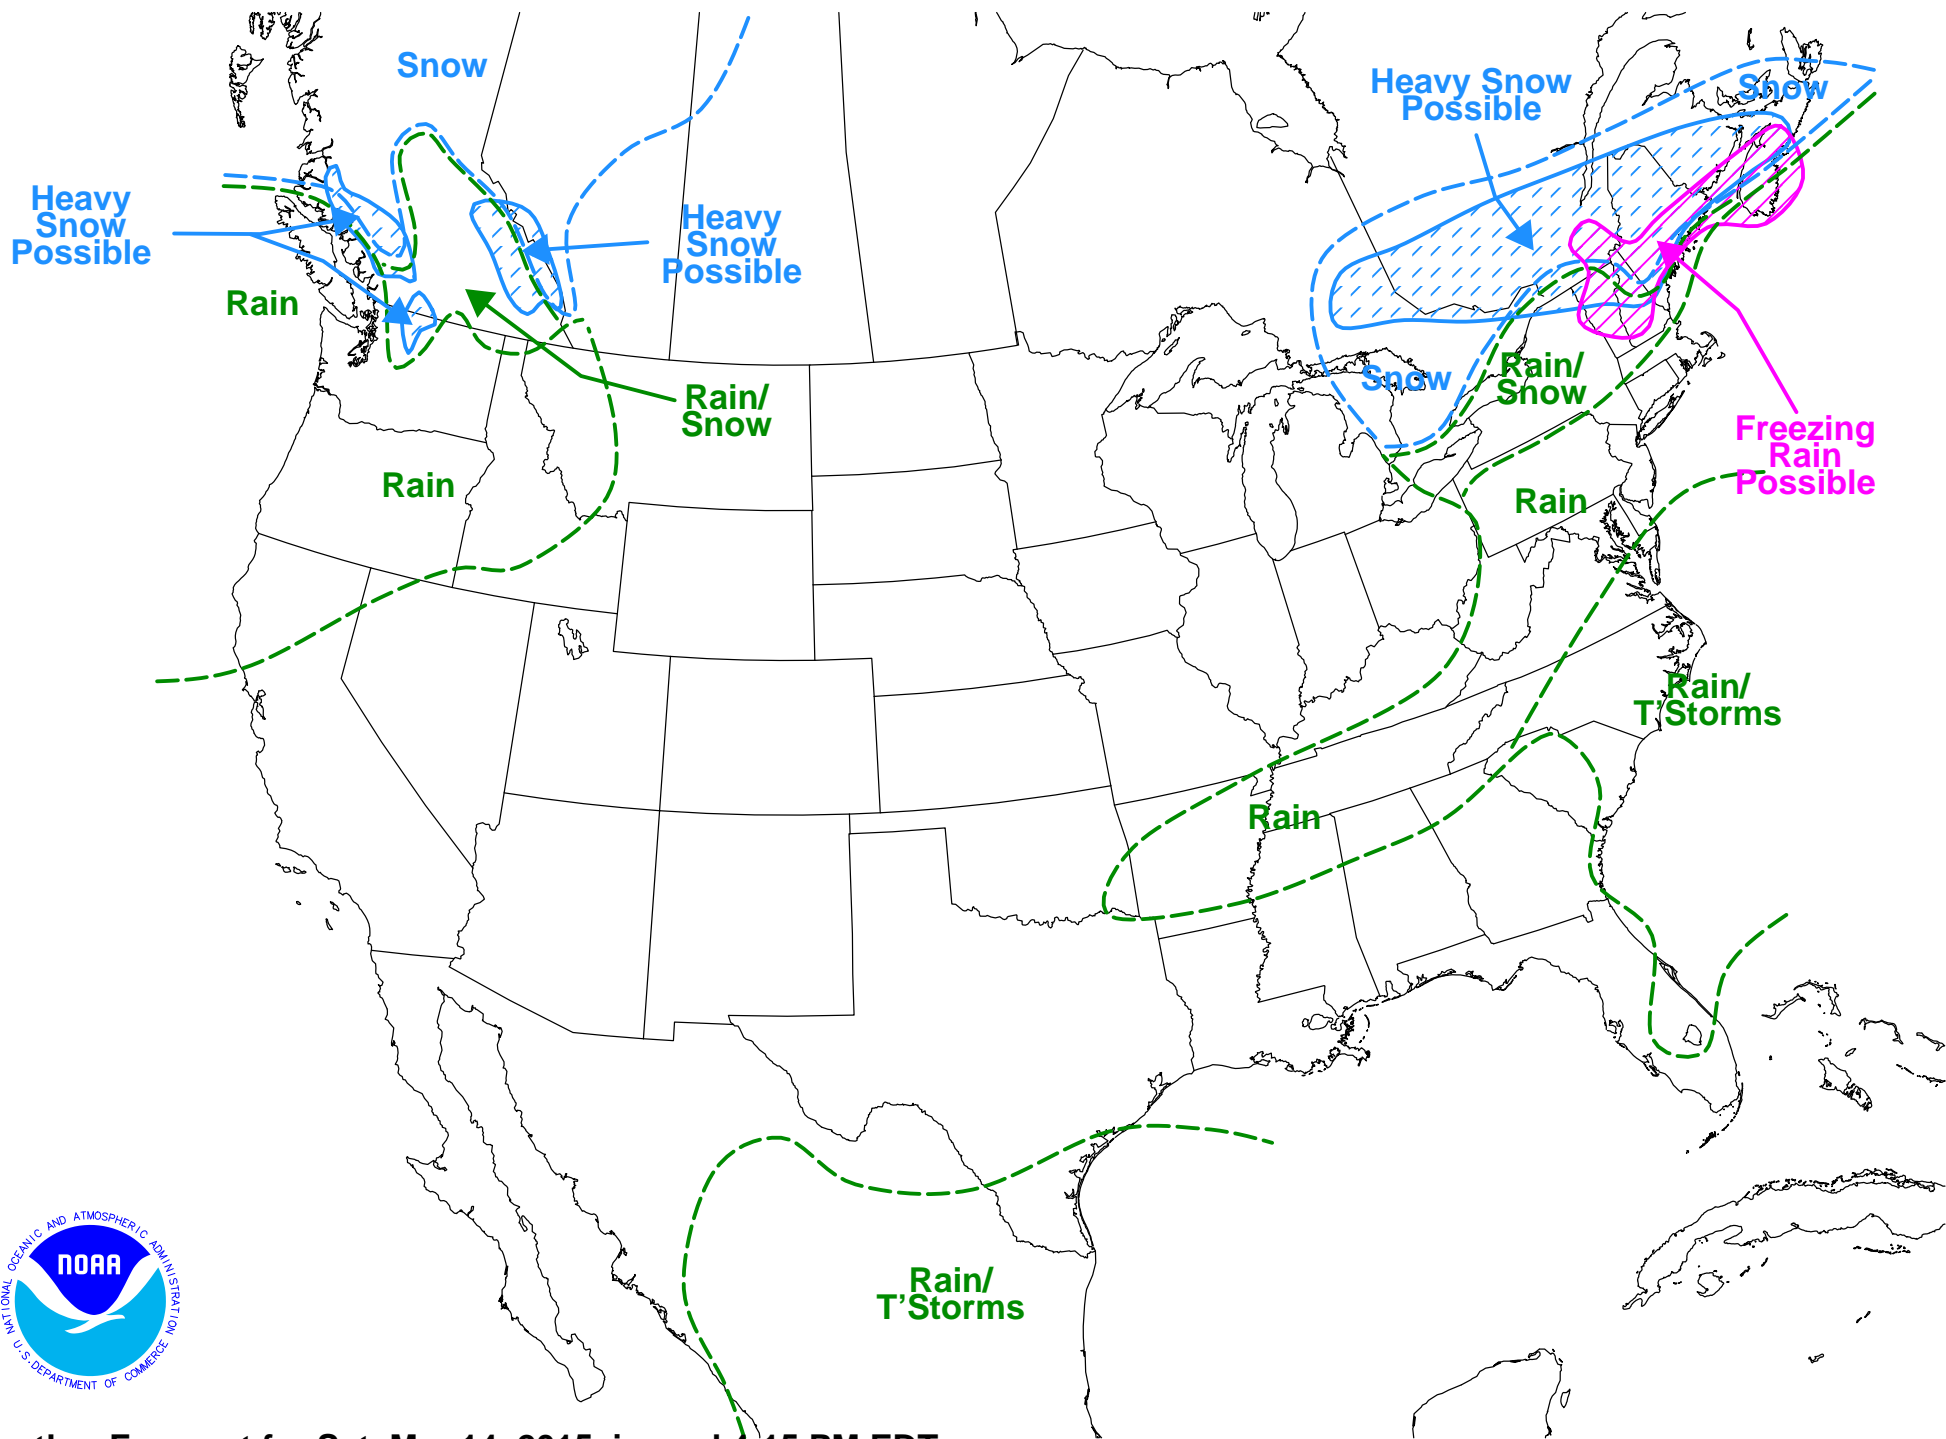 Snow
Heavy Snow
Possible
Snow
Heavy
Snow
Possible
Heavy
Snow
Possible
Rain
Rain/
Snow
Snow
Rain/
Snow
Freezing
Rain
Possible
Rain
Rain
Rain/
T'Storms
Rain
Rain/
T'Storms
NATIONAL OCEANIC AND ATMOSPHERIC ADMINISTRATION
NOAA
U.S. DEPARTMENT OF COMMERCE